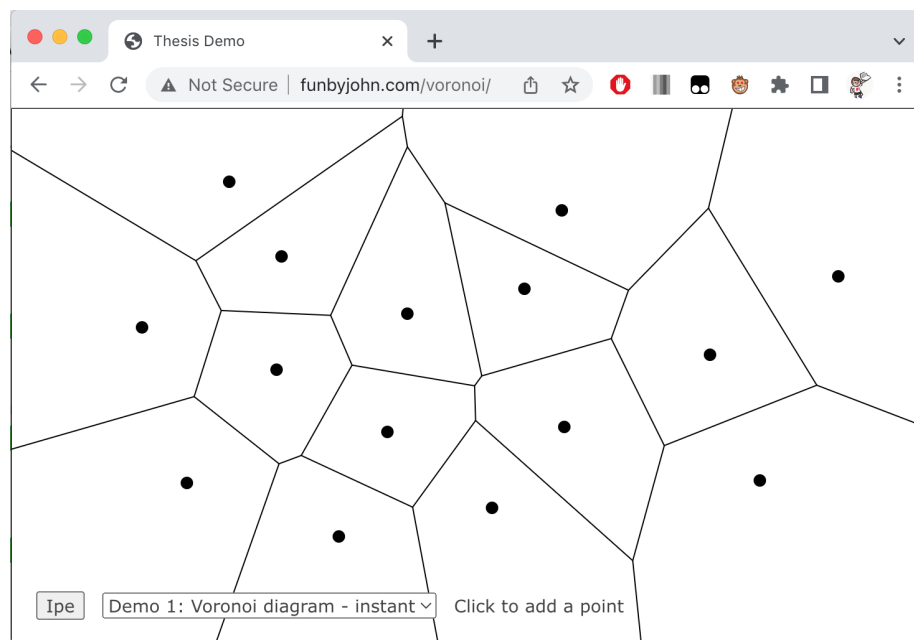 Thesis Demo
Not Secure | funbyjohn.com/voronoi/
Ipe
Demo 1: Voronoi diagram - instant
Click to add a point